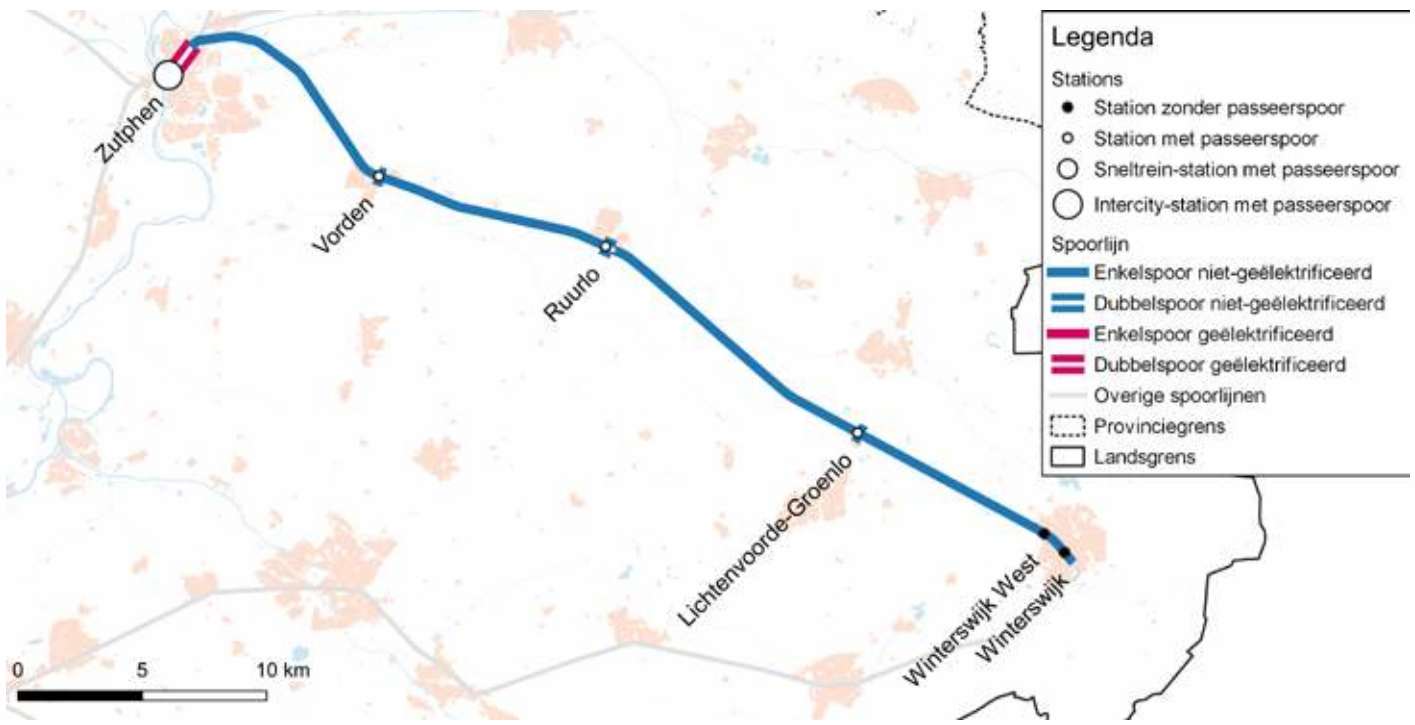 Legenda
Stations
Station zonder passeerspoor
Station met passeerspoor
Sneltrein-station met passeerspoor
Intercity-station met passeerspoor
Spoorlijn
Enkelspoor niet-geëlektrificeerd
Dubbelspoor niet-geëlektrificeerd
Enkelspoor geëlektrificeerd
Dubbelspoor geëlektrificeerd
Overige spoorlijnen
Provinciegrens
Landsgrens
Zutphen
Vorden
Ruurlo
Lichtenvoorde-Groenlo
Winterswijk West
Winterswijk
0 5 10 km